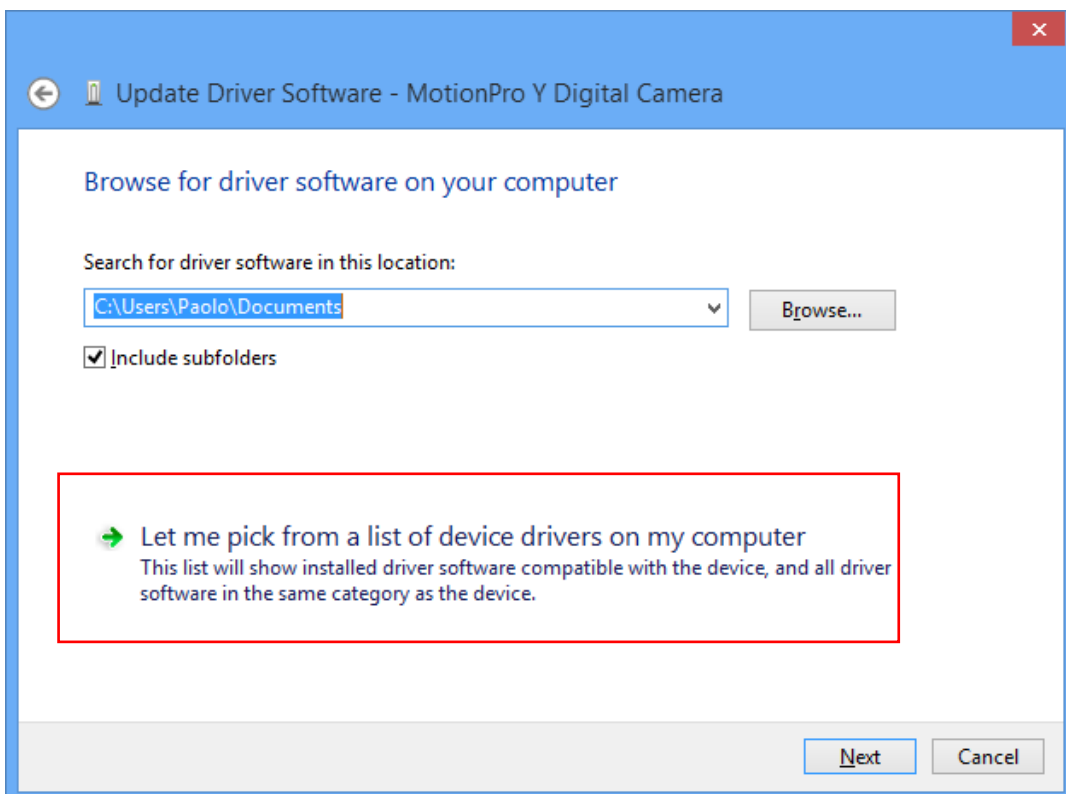 Update Driver Software - MotionPro Y Digital Camera
Browse for driver software on your computer
Search for driver software in this location:
C:\Users\Paolo\Documents
Browse...
Include subfolders
Let me pick from a list of device drivers on my computer
This list will show installed driver software compatible with the device, and all driver
software in the same category as the device.
Next
Cancel